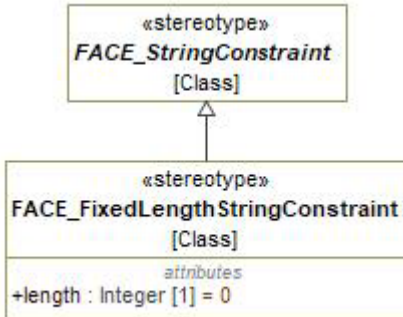 «stereotype»
FACE_StringConstraint
[Class]
«stereotype»
FACE_FixedLengthStringConstraint
[Class]
attributes
+length : Integer [1] = 0